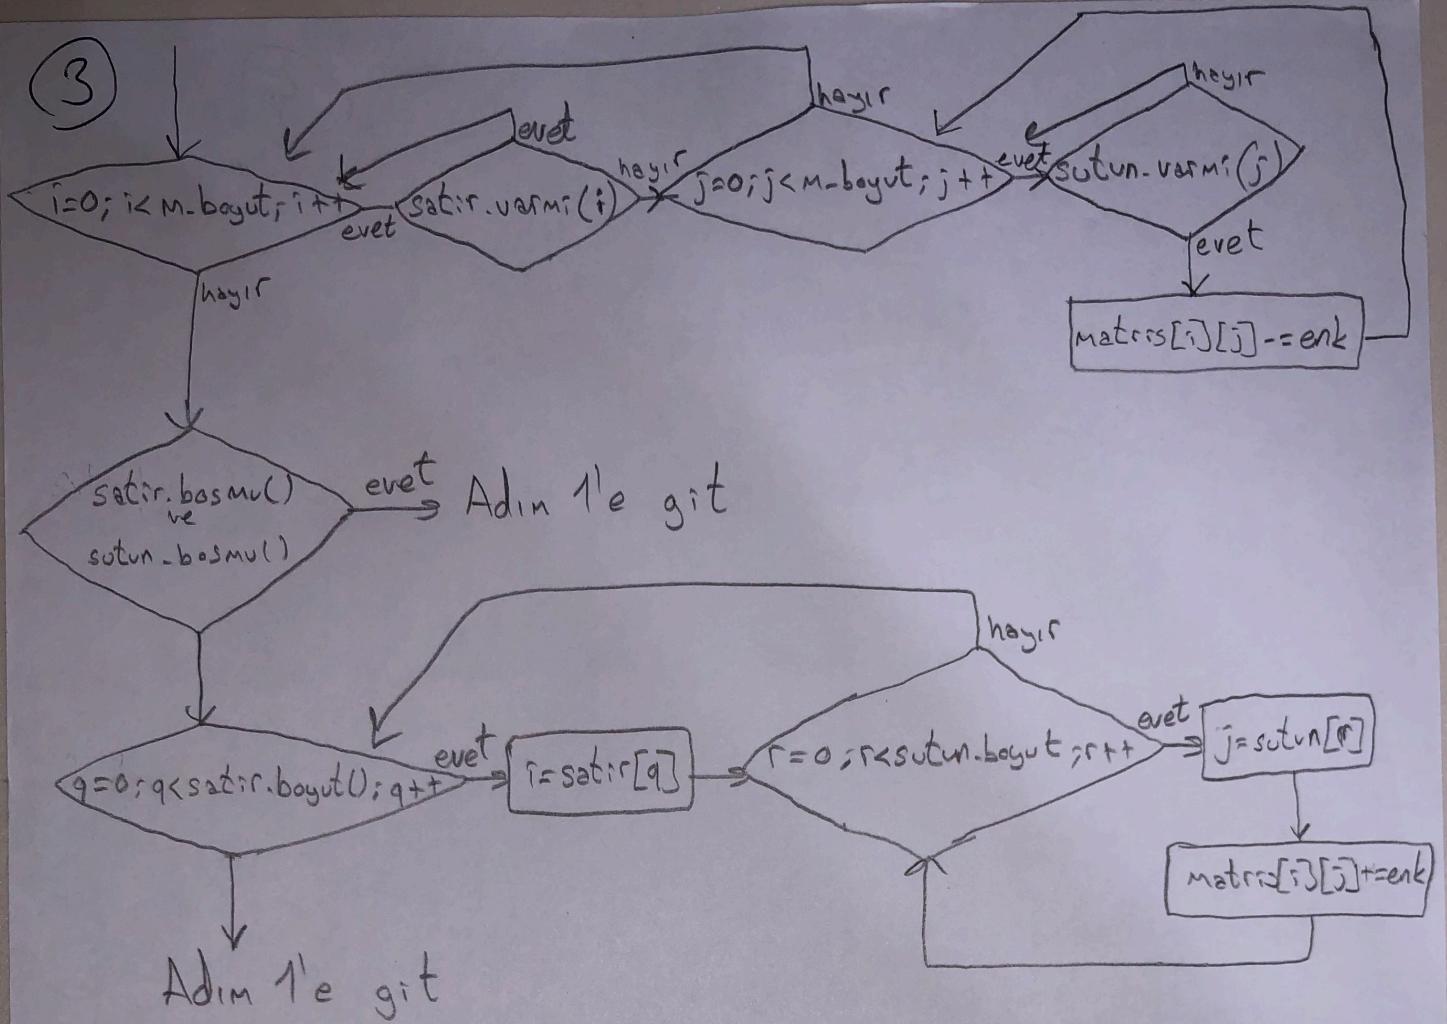 3
i=0; i< m-boyut; i++
evet
hayır
satir.varmi(i)
evet
hayır
j=0; j< m-boyut; j++
hayır
evet
sutun-varmi(j)
hayır
evet
matris[i][j] -= enk
satir.bosmu()
ve
sutun-bosmu()
evet
Adım 1'e git
q=0; q<satir.boyut(); q++
evet
i=satir[q]
r=0; r<sutun.boyut; r++
hayır
evet
j=sutun[r]
matris[i][j]+=enk
Adım 1'e git